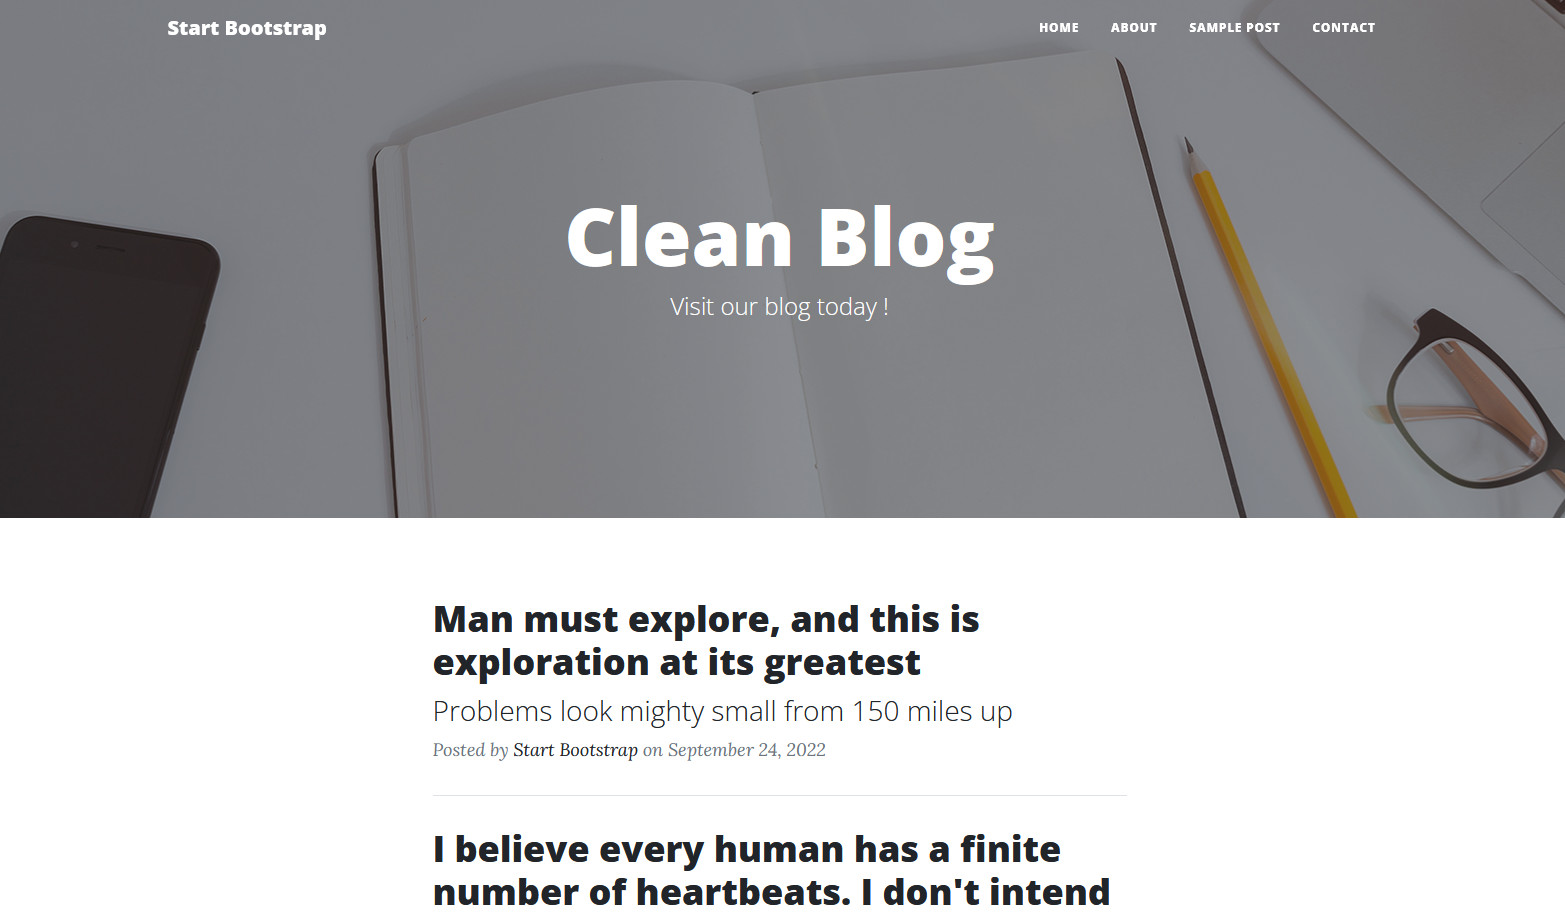 Start Bootstrap
HOME ABOUT SAMPLE POST CONTACT
Clean Blog
Visit our blog today !
Man must explore, and this is
exploration at its greatest
Problems look mighty small from 150 miles up
Posted by Start Bootstrap on September 24, 2022
I believe every human has a finite
number of heartbeats. I don't intend